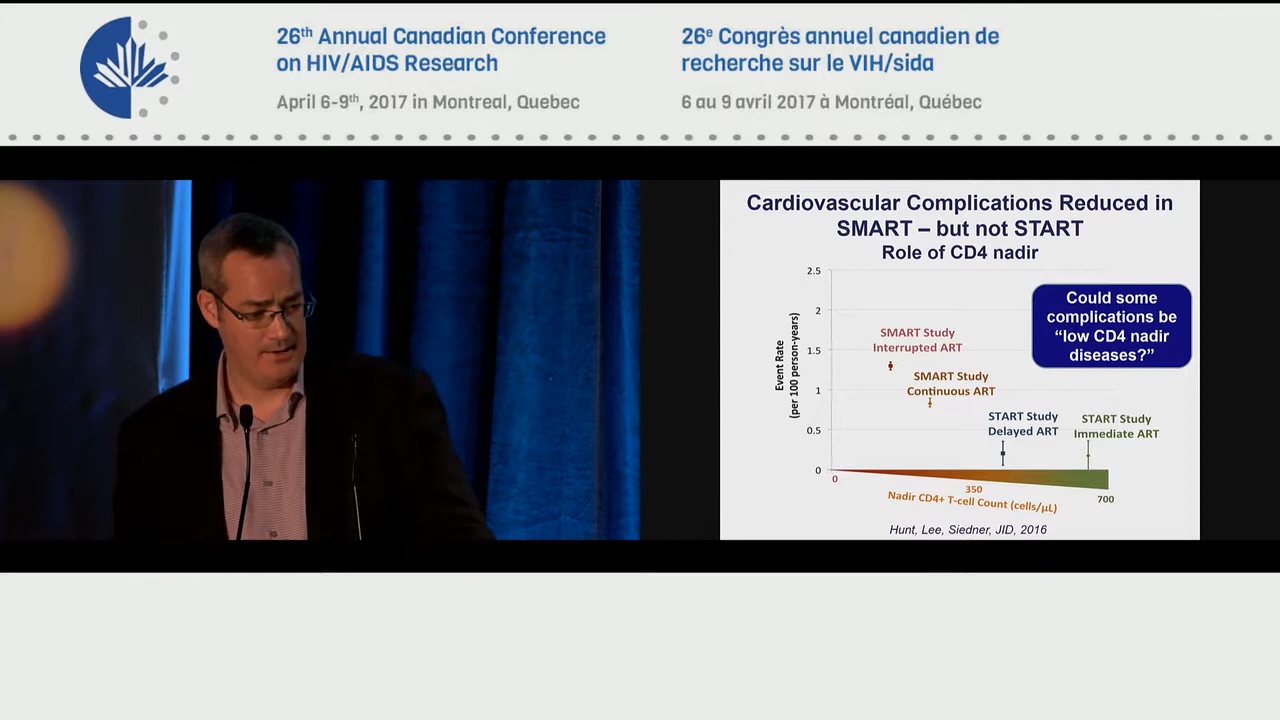 26th Annual Canadian Conference
on HIV/AIDS Research
April 6-9th, 2017 in Montreal, Quebec
26e Congrès annuel canadien de
recherche sur le VIH/sida
6 au 9 avril 2017 à Montréal, Québec
Cardiovascular Complications Reduced in
SMART – but not START
Role of CD4 nadir
2.5
2
1.5
1
0.5
0
Event Rate
(per 100 person-years)
SMART Study
Interrupted ART
SMART Study
Continuous ART
START Study
Delayed ART
START Study
Immediate ART
Could some
complications be
“low CD4 nadir
diseases?”
0
350
700
Nadir CD4+ T-cell Count (cells/µL)
Hunt, Lee, Siedner, JID, 2016